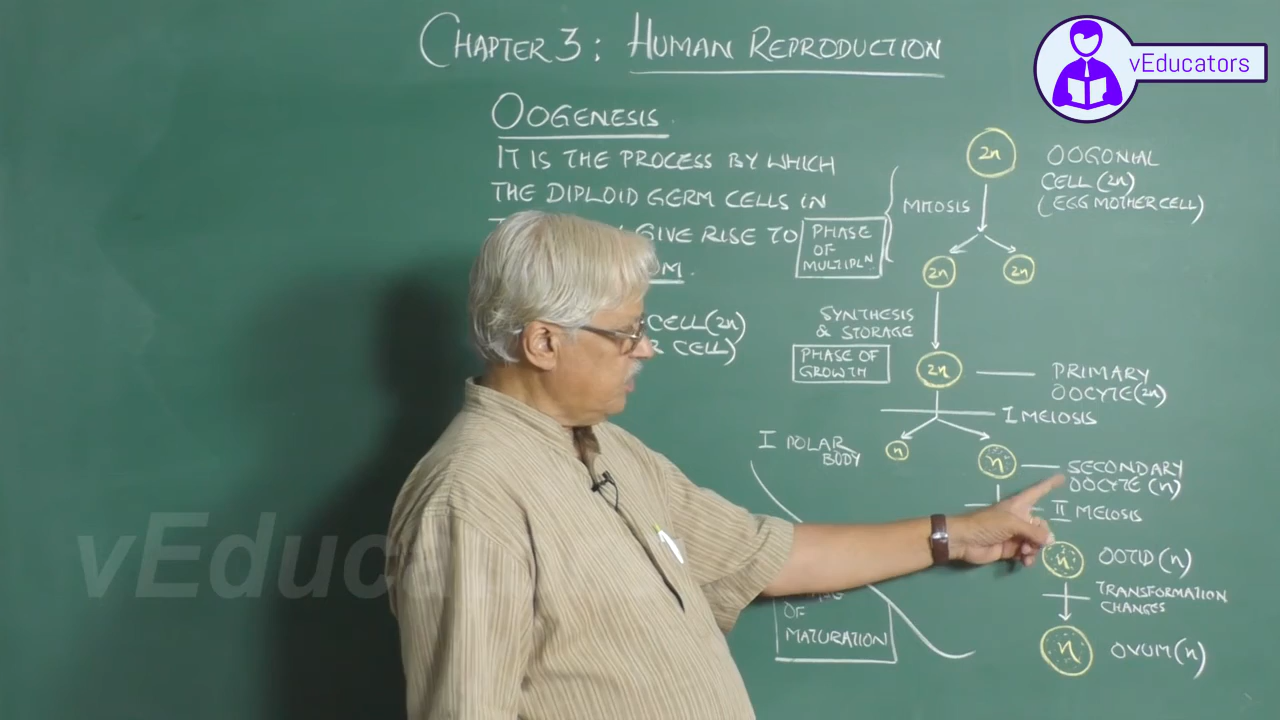 CHAPTER 3: HUMAN REPRODUCTION
vEducators
OOGENESIS
IT IS THE PROCESS BY WHICH
THE DIPLOID GERM CELLS IN
GIVE RISE TO
CELL(2n)
CELL)
2n
OOGONIAL
CELL (2n)
(EGG MOTHER CELL)
MITOSIS
PHASE
OF
MULTIPLN
2n
2n
SYNTHESIS
& STORAGE
PHASE OF
GROWTH
2n
PRIMARY
OOCYTE(2n)
I MEIOSIS
I POLAR
BODY
n
n
SECONDARY
OOCYTE (n)
II MEIOSIS
n
OOTID (n)
TRANSFORMATION
CHANGES
OF
MATURATION
n
OVUM (n)